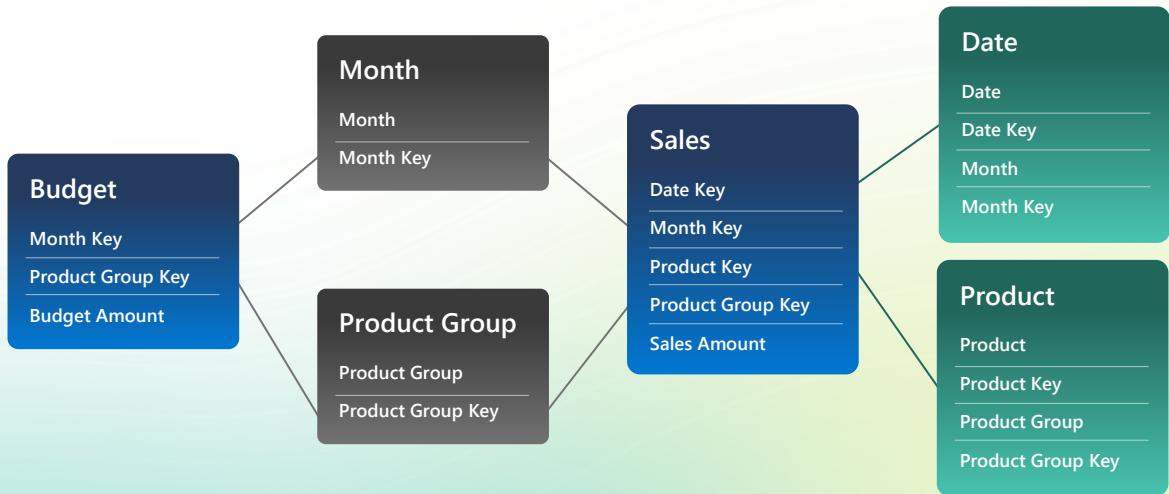 Budget
Month Key
Product Group Key
Budget Amount
Month
Month
Month Key
Product Group
Product Group
Product Group Key
Sales
Date Key
Month Key
Product Key
Product Group Key
Sales Amount
Date
Date
Date Key
Month
Month Key
Product
Product
Product Key
Product Group
Product Group Key